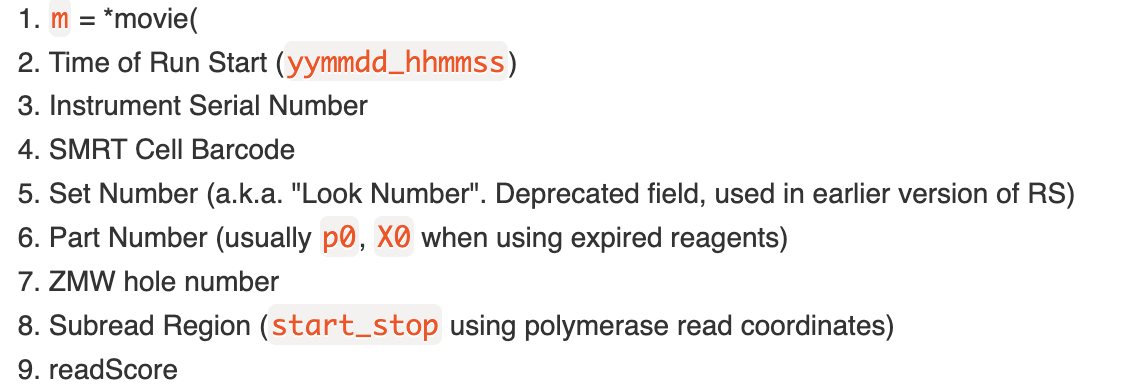 1. m = *movie(
2. Time of Run Start (yymmdd_hhmmss)
3. Instrument Serial Number
4. SMRT Cell Barcode
5. Set Number (a.k.a. "Look Number". Deprecated field, used in earlier version of RS)
6. Part Number (usually p0, X0 when using expired reagents)
7. ZMW hole number
8. Subread Region (start_stop using polymerase read coordinates)
9. readScore